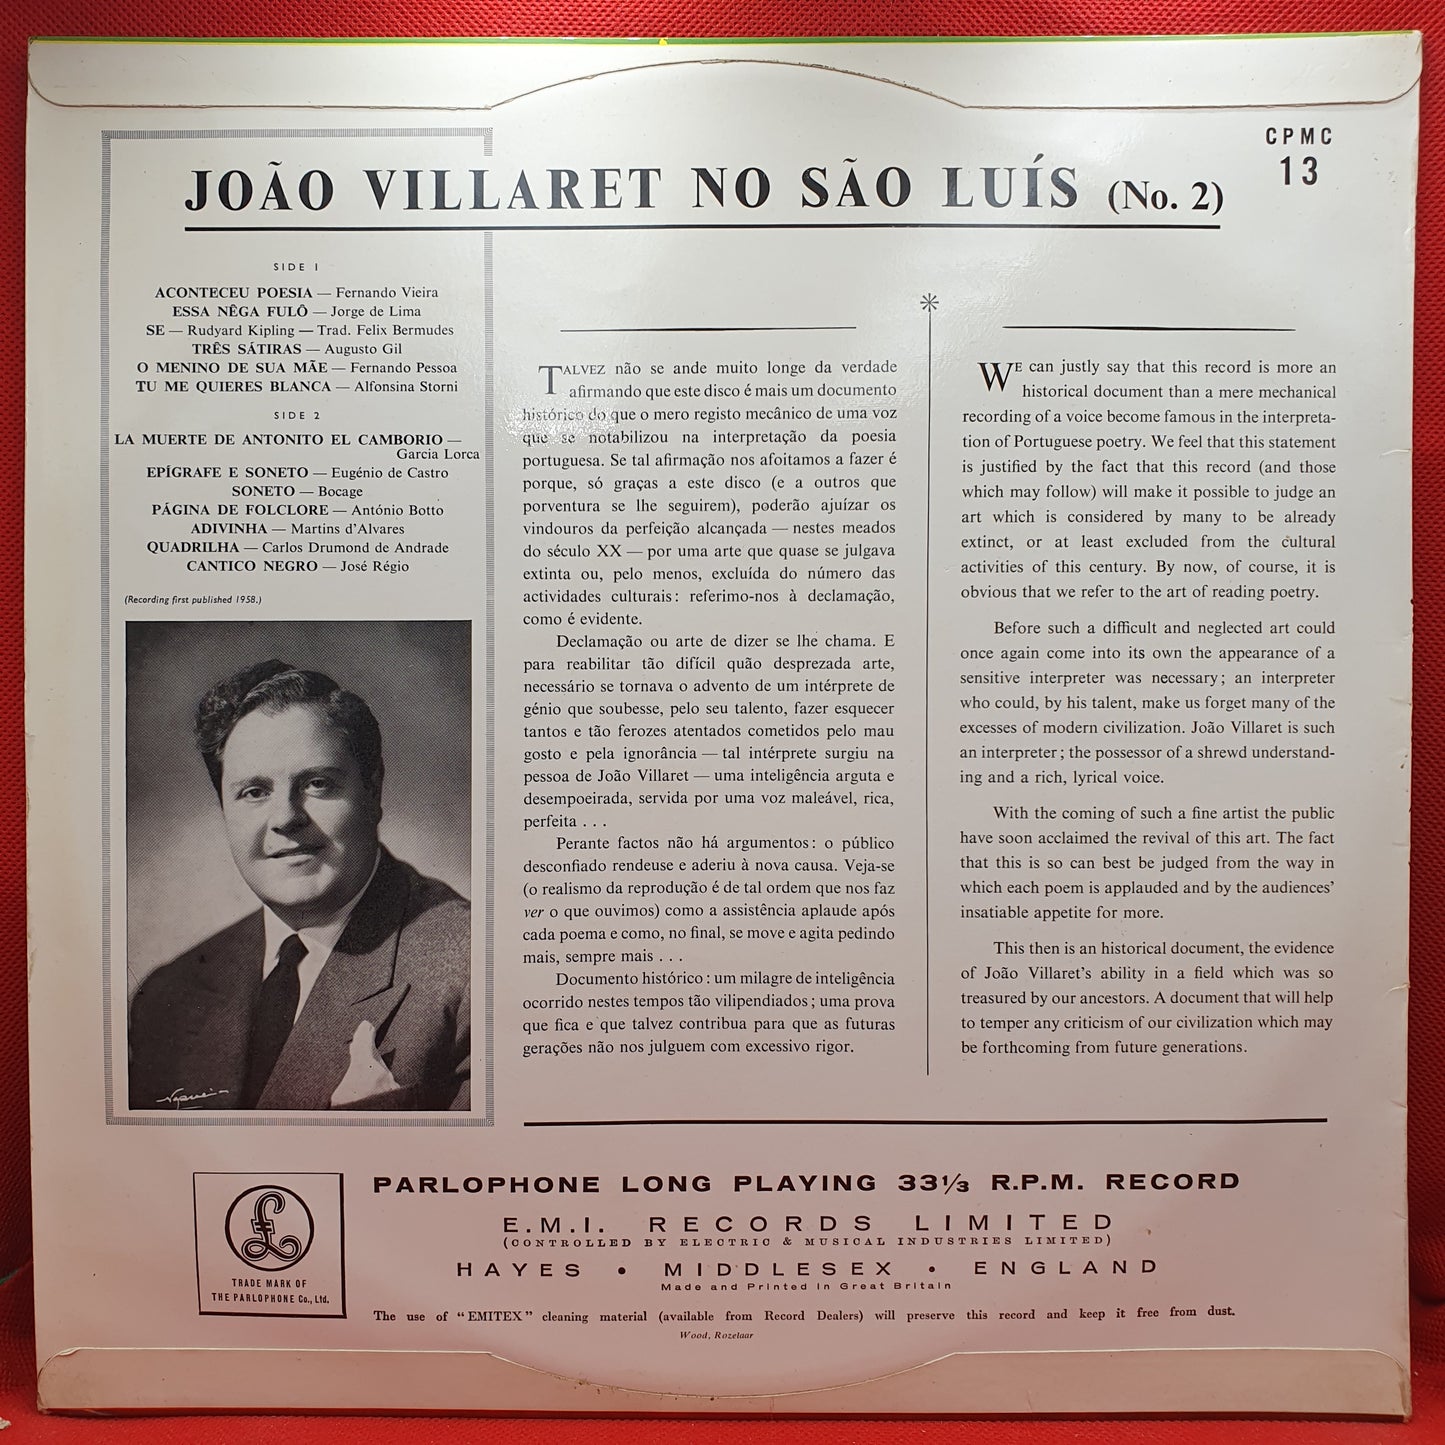 CPMC
13
JOÃO VILLARET NO SÃO LUÍS (No. 2)
SIDE 1
ACONTECEU POESIA — Fernando Vieira
ESSA NÊGA FULÔ — Jorge de Lima
SE — Rudyard Kipling — Trad. Felix Bermudes
TRÊS SÁTIRAS — Augusto Gil
O MENINO DE SUA MÃE — Fernando Pessoa
TU ME QUIERES BLANCA — Alfonsina Storni
SIDE 2
LA MUERTE DE ANTONITO EL CAMBORIO —
Garcia Lorca
EPÍGRAFE E SONETO — Eugénio de Castro
SONETO — Bocage
PÁGINA DE FOLCLORE — António Botto
ADIVINHA — Martins d'Alvares
QUADRILHA — Carlos Drumond de Andrade
CANTICO NEGRO — José Régio
(Recording first published 1958.)
TALVEZ não se ande muito longe da verdade
afirmando que este disco é mais um documento
histórico do que o mero registo mecânico de uma voz
que se notabilizou na interpretação da poesia
portuguesa. Se tal afirmação nos afoitamos a fazer é
porque, só graças a este disco (e a outros que
porventura se lhe seguirem), poderão ajuízar os
vindouros da perfeição alcançada — nestes meados
do século XX — por uma arte que quase se julgava
extinta ou, pelo menos, excluída do número das
actividades culturais: referimo-nos à declamação,
como é evidente.
Declamação ou arte de dizer se lhe chama. E
para reabilitar tão difícil quão desprezada arte,
necessário se tornava o advento de um intérprete de
génio que soubesse, pelo seu talento, fazer esquecer
tantos e tão ferozes atentados cometidos pelo mau
gosto e pela ignorância — tal intérprete surgiu na
pessoa de João Villaret — uma inteligência arguta e
desempoeirada, servida por uma voz maleável, rica,
perfeita . . .
Perante factos não há argumentos: o público
desconfiado rendeuse e aderiu à nova causa. Veja-se
(o realismo da reprodução é de tal ordem que nos faz
ver o que ouvimos) como a assistência aplaude após
cada poema e como, no final, se move e agita pedindo
mais, sempre mais . . .
Documento histórico: um milagre de inteligência
ocorrido nestes tempos tão vilipendiados; uma prova
que fica e que talvez contribua para que as futuras
gerações não nos julguem com excessivo rigor.
WE can justly say that this record is more an
historical document than a mere mechanical
recording of a voice become famous in the interpreta-
tion of Portuguese poetry. We feel that this statement
is justified by the fact that this record (and those
which may follow) will make it possible to judge an
art which is considered by many to be already
extinct, or at least excluded from the cultural
activities of this century. By now, of course, it is
obvious that we refer to the art of reading poetry.
Before such a difficult and neglected art could
once again come into its own the appearance of a
sensitive interpreter was necessary; an interpreter
who could, by his talent, make us forget many of the
excesses of modern civilization. João Villaret is such
an interpreter; the possessor of a shrewd understand-
ing and a rich, lyrical voice.
With the coming of such a fine artist the public
have soon acclaimed the revival of this art. The fact
that this is so can best be judged from the way in
which each poem is applauded and by the audiences'
insatiable appetite for more.
This then is an historical document, the evidence
of João Villaret's ability in a field which was so
treasured by our ancestors. A document that will help
to temper any criticism of our civilization which may
be forthcoming from future generations.
£
TRADE MARK OF
THE PARLOPHONE Co., Ltd.
PARLOPHONE LONG PLAYING 33⅓ R.P.M. RECORD
E.M.I. RECORDS LIMITED
(CONTROLLED BY ELECTRIC & MUSICAL INDUSTRIES LIMITED)
HAYES • MIDDLESEX • ENGLAND
Made and Printed in Great Britain
The use of "EMITEX" cleaning material (available from Record Dealers) will preserve this record and keep it free from dust.
Wood, Rozelaar